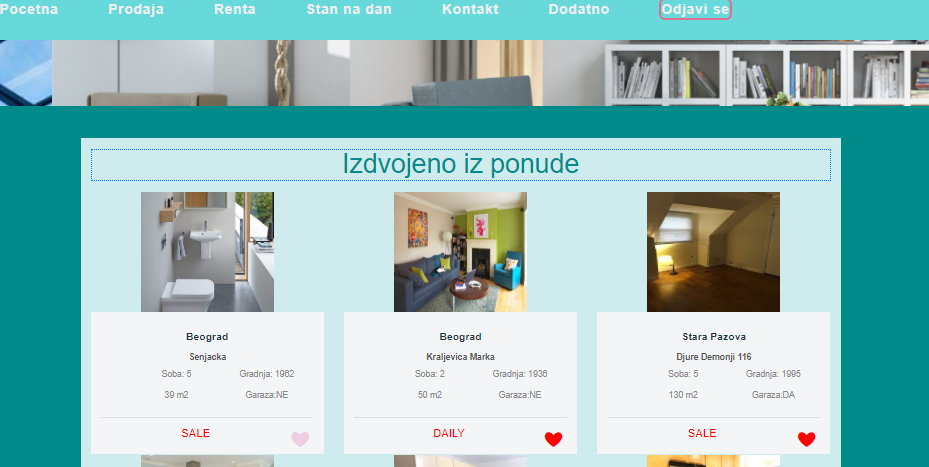 Pocetna Prodaja Renta Stan na dan Kontakt Dodatno Odjavi se
Izdvojeno iz ponude
Beograd
Senjacka
Soba: 5 Gradnja: 1962
39 m2 Garaza:NE
SALE
Beograd
Kraljevica Marka
Soba: 2 Gradnja: 1936
50 m2 Garaza:NE
DAILY
Stara Pazova
Djure Demonji 116
Soba: 5 Gradnja: 1995
130 m2 Garaza:DA
SALE